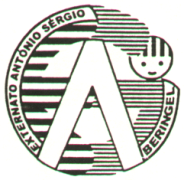 EXTERNATO ANTÓNIO SÉRGIO
BERINGEL
A